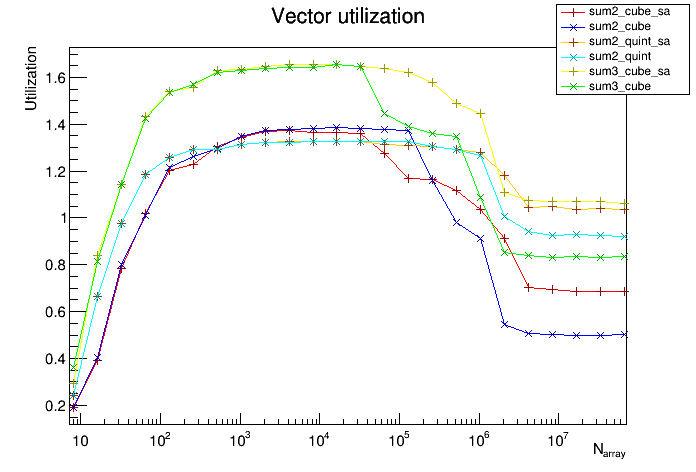 Vector utilization
sum2_cube_sa
sum2_cube
sum2_quint_sa
sum2_quint
sum3_cube_sa
sum3_cube
Utilization
1.6
1.4
1.2
1
0.8
0.6
0.4
0.2
10 10² 10³ 10⁴ 10⁵ 10⁶ 10⁷
N_array